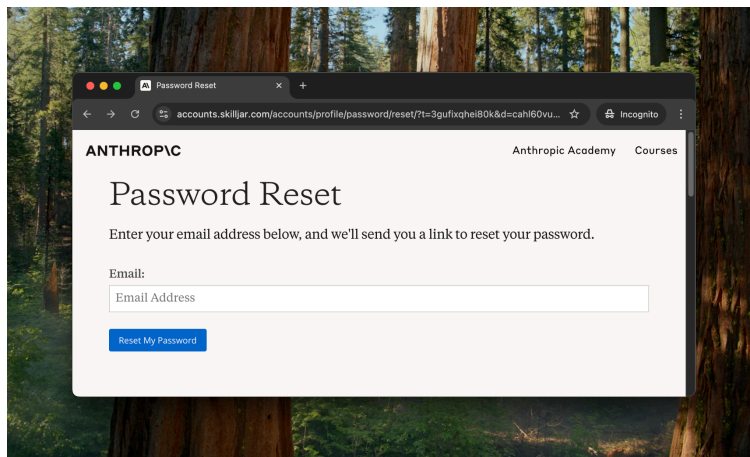 Password Reset
accounts.skilljar.com/accounts/profile/password/reset/?t=3gufixqhei80k&d=cahl60vu...
Incognito
ANTHROP\C
Anthropic Academy
Courses
Password Reset
Enter your email address below, and we'll send you a link to reset your password.
Email:
Email Address
Reset My Password